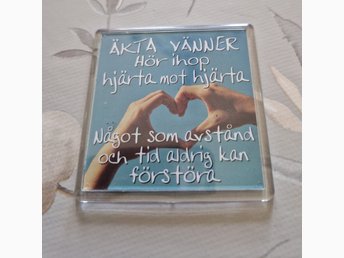 ÄKTA VÄNNER
Hör ihop
hjärta mot hjärta
Något som avstånd
och tid aldrig kan
förstöra